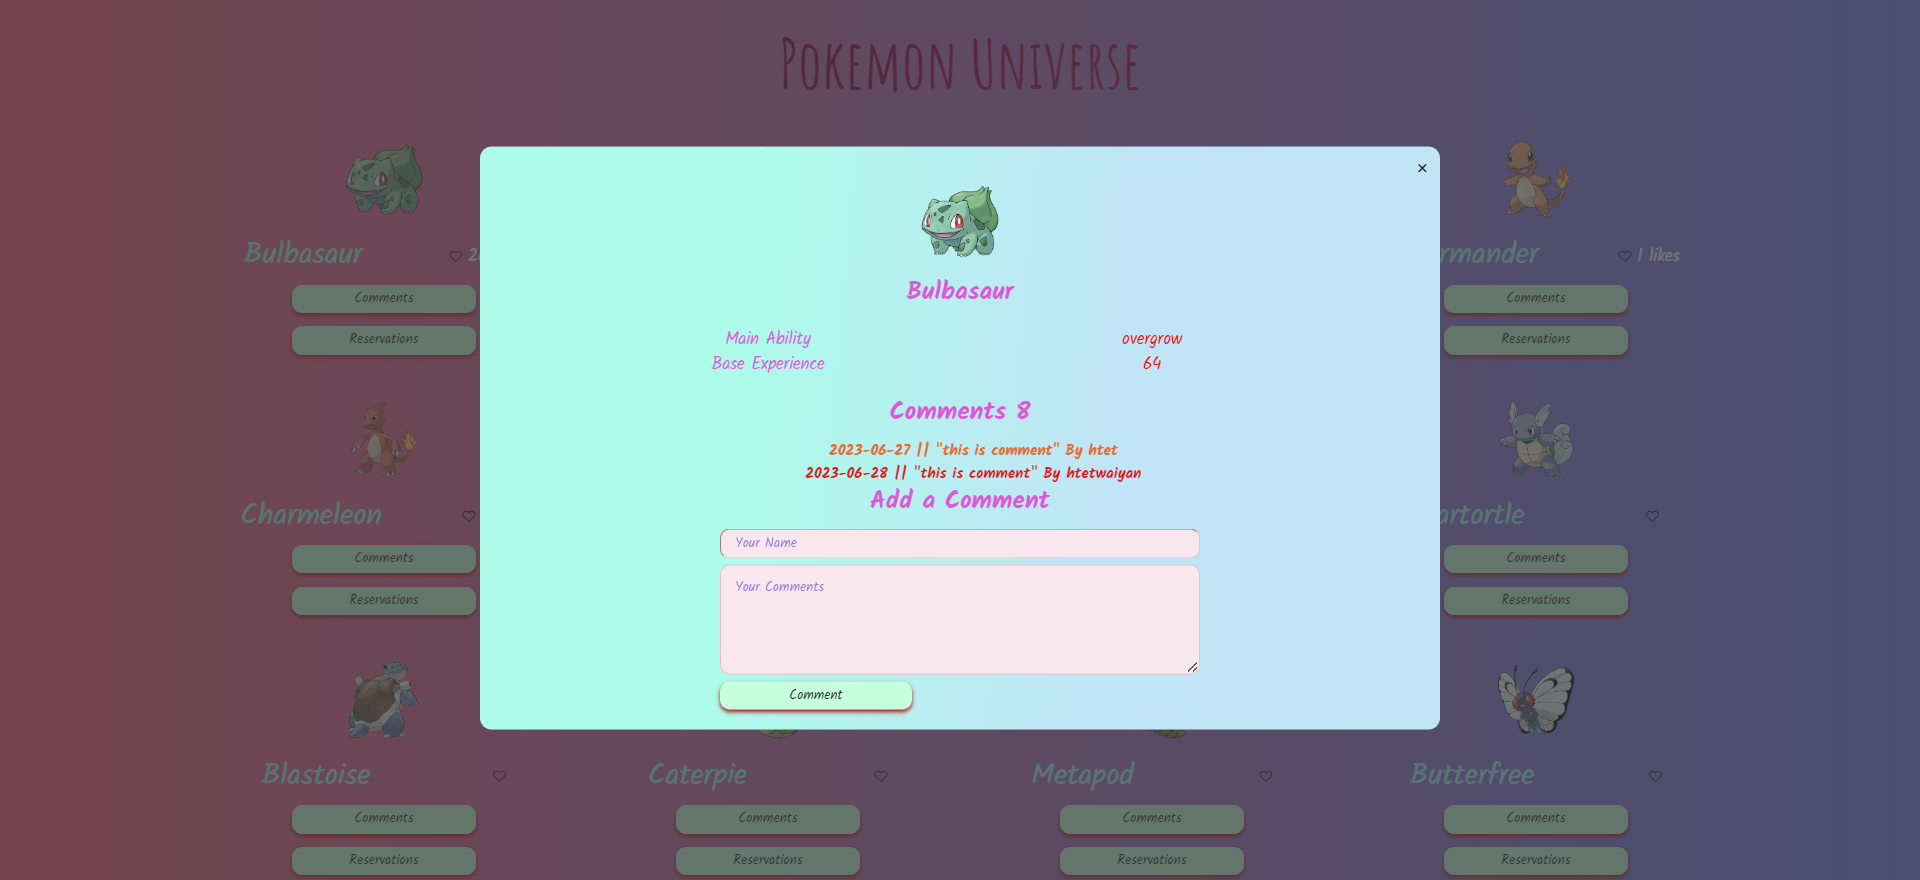 Pokemon Universe
×
Bulbasaur
Main Ability overgrow
Base Experience 64
Comments 8
2023-06-27 || "this is comment" By htet
2023-06-28 || "this is comment" By htetwaiyan
Add a Comment
Your Name
Your Comments
Comment
Bulbasaur
Comments
Reservations
rmander 1 likes
Comments
Reservations
Charmeleon
Comments
Reservations
artortle
Comments
Reservations
Blastoise Caterpie Metapod Butterfree
Comments Comments Comments Comments
Reservations Reservations Reservations Reservations